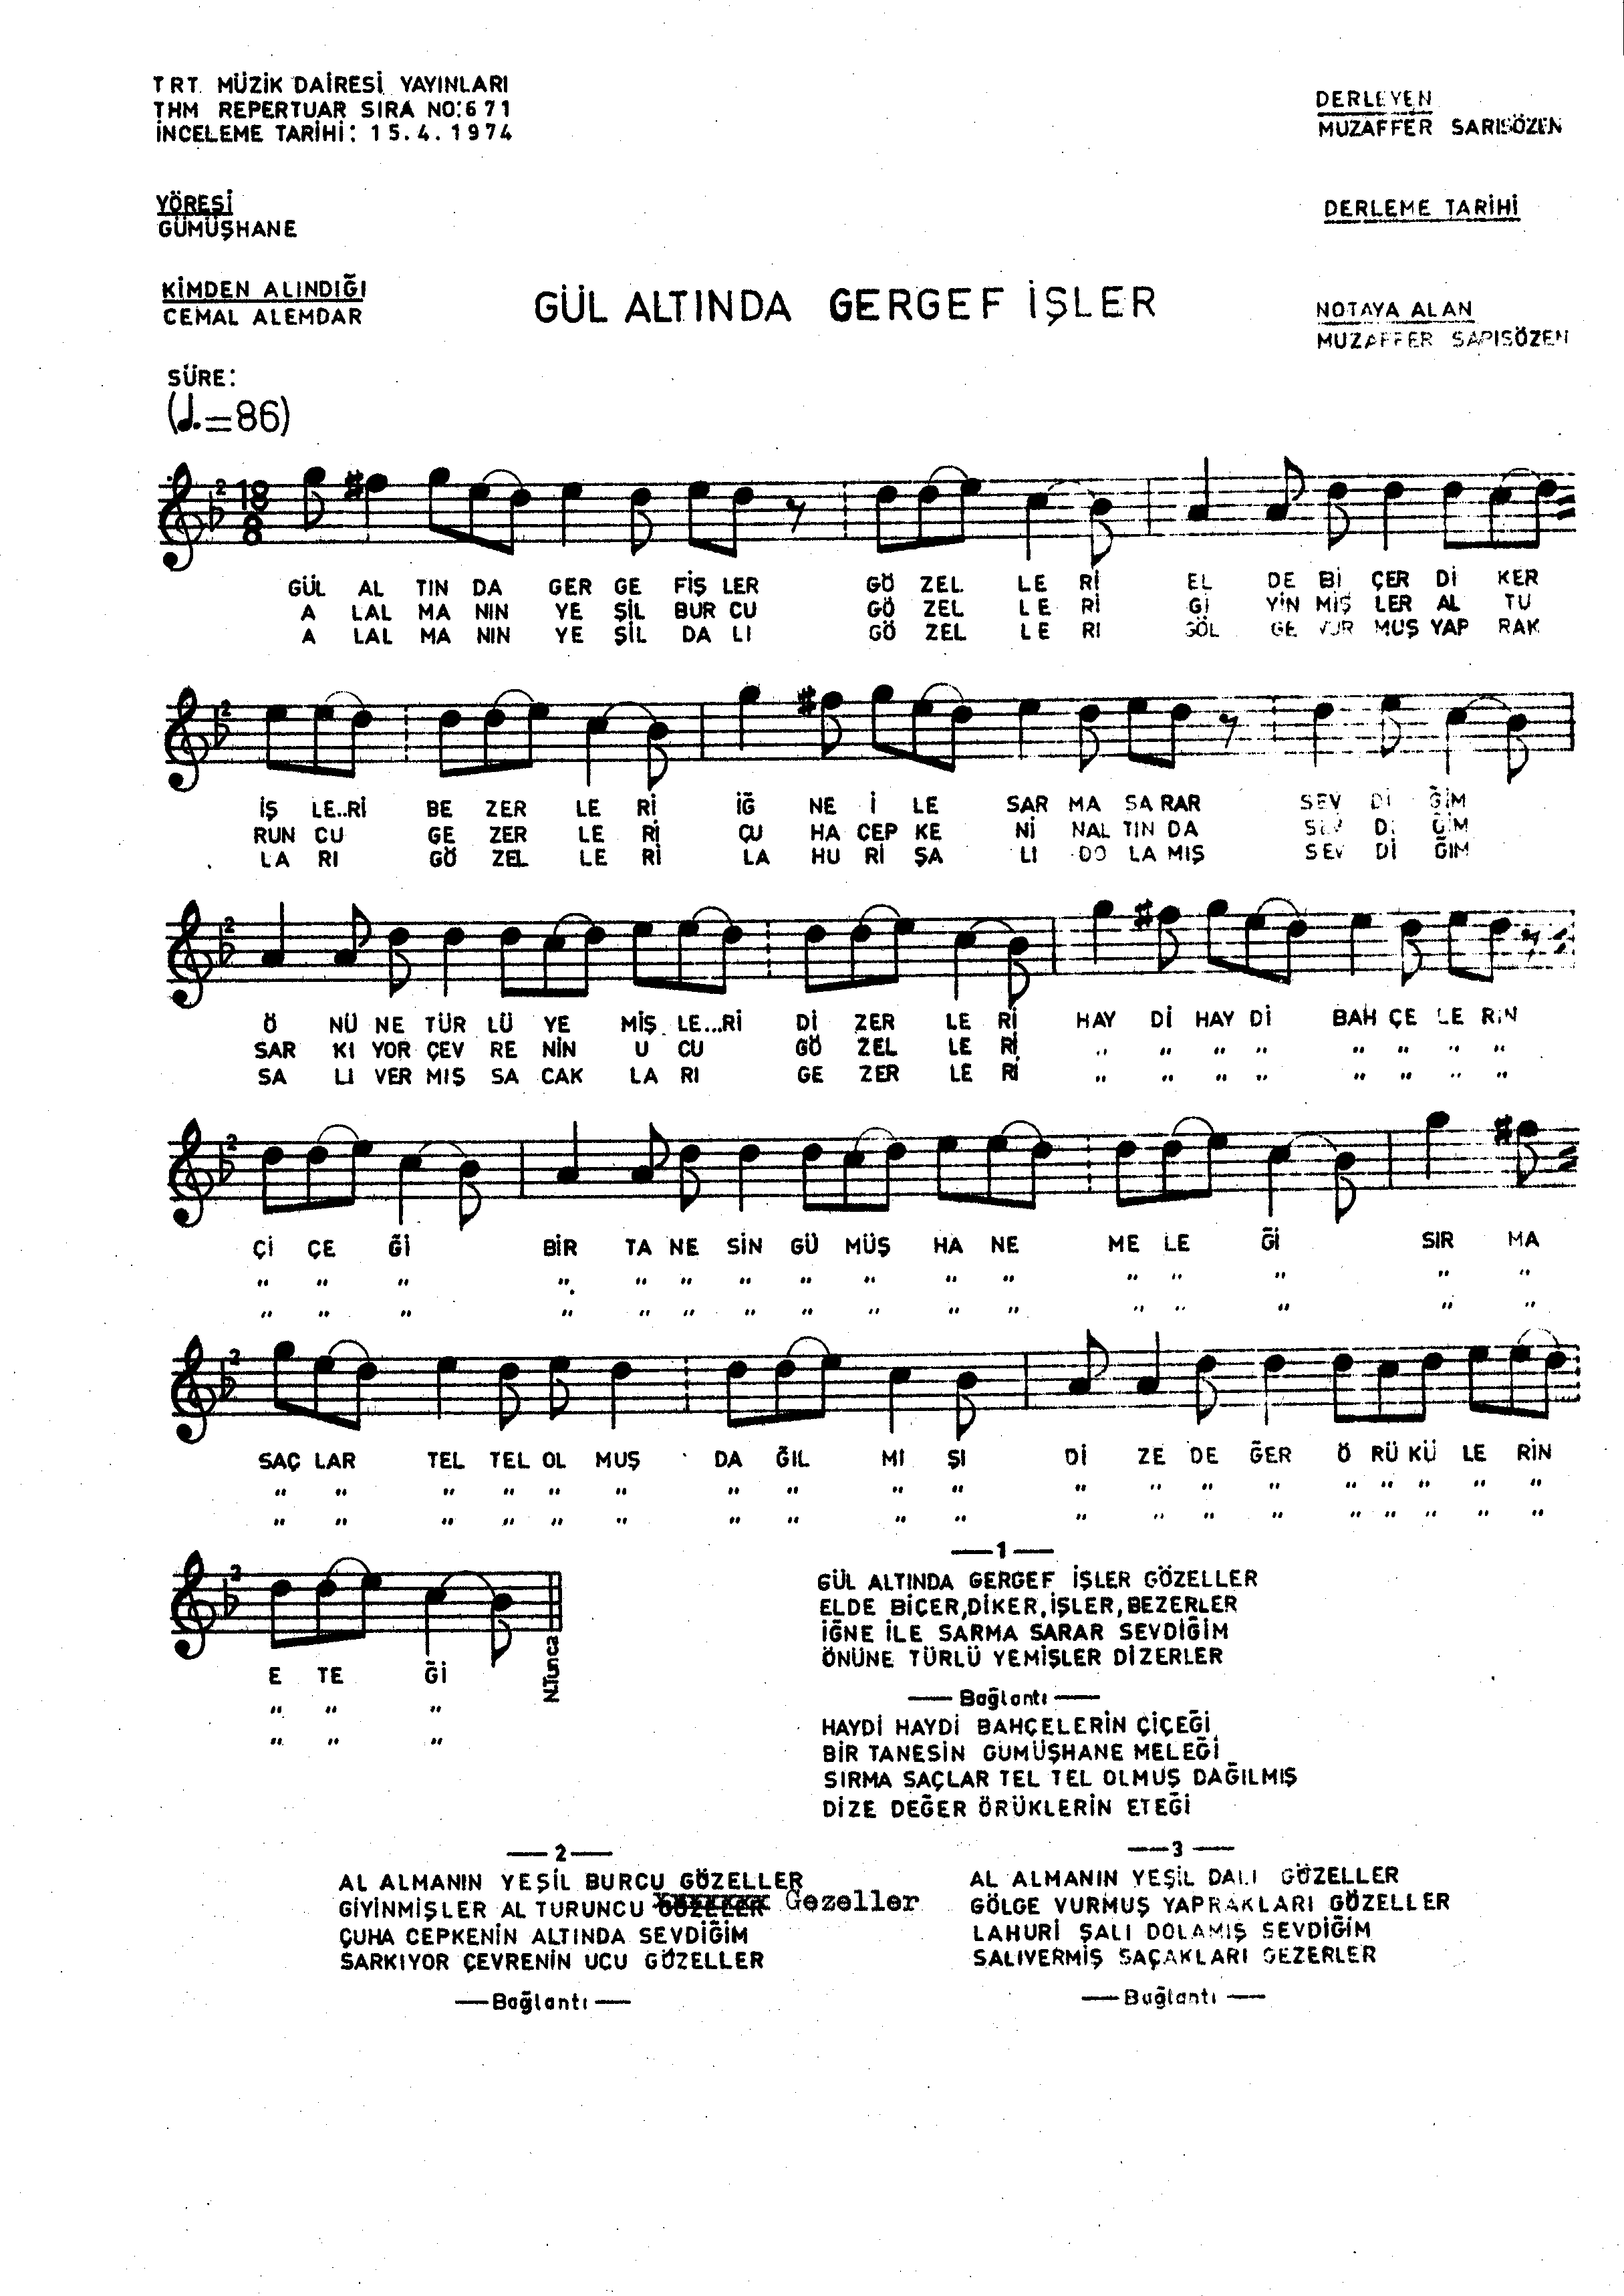 TRT MÜZİK DAİRESİ YAYINLARI
THM REPERTUAR SIRA NO: 671
İNCELEME TARİHİ: 15.4.1974
DERLEYEN
MUZAFFER SARISÖZEN
YÖRESİ
GÜMÜŞHANE
DERLEME TARİHİ
KİMDEN ALINDIĞI
CEMAL ALEMDAR
GÜL ALTINDA GERGEF İŞLER
NOTAYA ALAN
MUZAFFER SARISÖZEN
SÜRE:
(♩.=86)
2 18 8
GÜL AL TIN DA GER GE FİŞ LER GÖ ZEL LE Rİ EL DE Bİ ÇER Dİ KER
A LAL MA NIN YE ŞİL BUR CU GÖ ZEL LE Rİ Gİ YİN MİŞ LER AL TU
A LAL MA NIN YE ŞİL DA LI GÖ ZEL LE RI GÖL GE VUR MUŞ YAP RAK
2
İŞ LE..Rİ BE ZER LE Rİ İĞ NE İ LE SAR MA SA RAR SEV Dİ ĞİM
RUN CU GE ZER LE Rİ ÇU HA CEP KE Nİ NAL TIN DA SEV Dİ ĞİM
LA RI GÖ ZEL LE Rİ LA HU Rİ ŞA LI DO LA MIŞ SEV Dİ ĞİM
2
Ö NÜ NE TÜR LÜ YE MİŞ LE...Rİ Dİ ZER LE Rİ HAY Dİ HAY Dİ BAH ÇE LE RİN
SAR KI YOR ÇEV RE NİN U CU GÖ ZEL LE Rİ " " " " " " " "
SA LI VER MİŞ SA ÇAK LA RI GE ZER LE Rİ " " " " " " " "
2
Çİ ÇE Ğİ BİR TA NE SİN GÜ MÜŞ HA NE ME LE Ğİ SIR MA
" " " " " " " " " " " " " " " "
" " " " " " " " " " " " " " " "
2
SAÇ LAR TEL TEL OL MUŞ DA ĞIL MI ŞI Dİ ZE DE ĞER Ö RÜ KÜ LE RİN
" " " " " " " " " " " " " " " " " " "
" " " " " " " " " " " " " " " " " " "
2
E TE Ğİ
" " "
" " "
N.Tunca
—1—
GÜL ALTINDA GERGEF İŞLER GÖZELLER
ELDE BİÇER,DİKER,İŞLER,BEZERLER
İĞNE İLE SARMA SARAR SEVDİĞİM
ÖNÜNE TÜRLÜ YEMİŞLER DİZERLER
—Bağlantı—
HAYDİ HAYDİ BAHÇELERİN ÇİÇEĞİ
BİR TANESİN GÜMÜŞHANE MELEĞİ
SIRMA SAÇLAR TEL TEL OLMUŞ DAĞILMIŞ
DİZE DEĞER ÖRÜKLERİN ETEĞİ
—2—
AL ALMANIN YEŞİL BURCU GÖZELLER
GİYİNMİŞLER AL TURUNCU Gezeller
ÇUHA CEPKENİN ALTINDA SEVDİĞİM
SARKIYOR ÇEVRENİN UCU GÖZELLER
—Bağlantı—
—3—
AL ALMANIN YEŞİL DALI GÖZELLER
GÖLGE VURMUŞ YAPRAKLARI GÖZELLER
LAHURİ ŞALI DOLAMIŞ SEVDİĞİM
SALIVERMİŞ SAÇAKLARI GEZERLER
—Bağlantı—